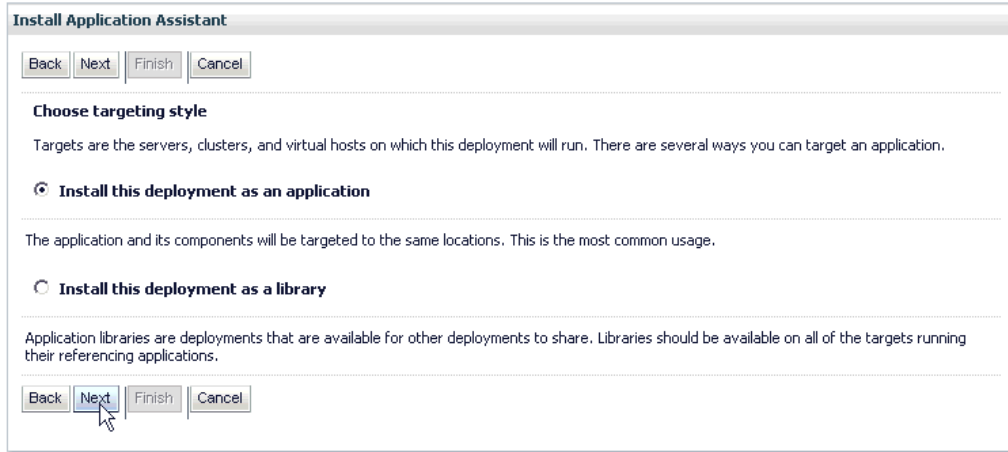 Install Application Assistant
Back Next Finish Cancel
Choose targeting style
Targets are the servers, clusters, and virtual hosts on which this deployment will run. There are several ways you can target an application.
Install this deployment as an application
The application and its components will be targeted to the same locations. This is the most common usage.
Install this deployment as a library
Application libraries are deployments that are available for other deployments to share. Libraries should be available on all of the targets running
their referencing applications.
Back Next Finish Cancel